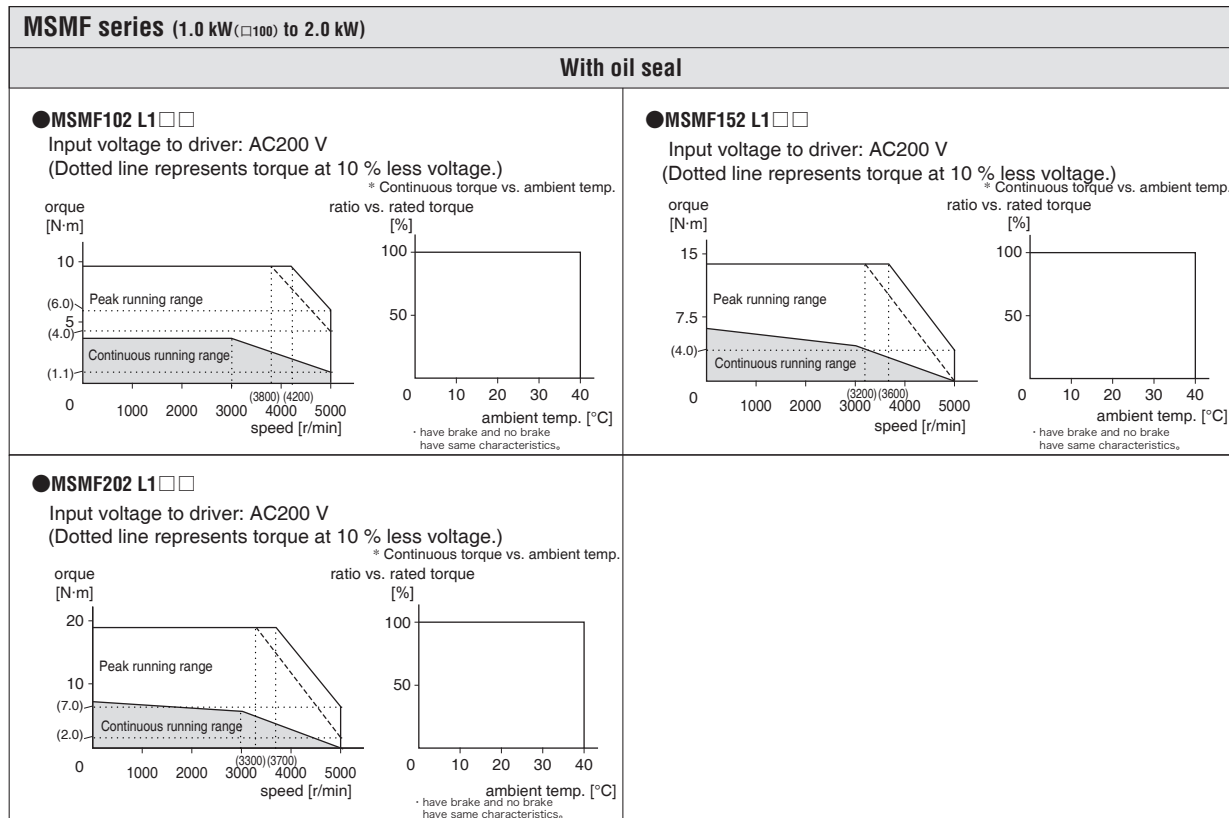 MSMF series (1.0 kW(□100) to 2.0 kW)
With oil seal
●MSMF102 L1□□
Input voltage to driver: AC200 V
(Dotted line represents torque at 10 % less voltage.)
* Continuous torque vs. ambient temp.
orque
[N·m]
10
(6.0)
5
(4.0)
(1.1)
0
Peak running range
Continuous running range
(3800) (4200)
1000 2000 3000 4000 5000
speed [r/min]
ratio vs. rated torque
[%]
100
50
0 10 20 30 40
ambient temp. [°C]
· have brake and no brake
have same characteristics。
●MSMF152 L1□□
Input voltage to driver: AC200 V
(Dotted line represents torque at 10 % less voltage.)
* Continuous torque vs. ambient temp.
orque
[N·m]
15
7.5
(4.0)
0
Peak running range
Continuous running range
(3200) (3600)
1000 2000 3000 4000 5000
speed [r/min]
ratio vs. rated torque
[%]
100
50
0 10 20 30 40
ambient temp. [°C]
· have brake and no brake
have same characteristics。
●MSMF202 L1□□
Input voltage to driver: AC200 V
(Dotted line represents torque at 10 % less voltage.)
* Continuous torque vs. ambient temp.
orque
[N·m]
20
10
(7.0)
(2.0)
0
Peak running range
Continuous running range
(3300) (3700)
1000 2000 3000 4000 5000
speed [r/min]
ratio vs. rated torque
[%]
100
50
0 10 20 30 40
ambient temp. [°C]
· have brake and no brake
have same characteristics。